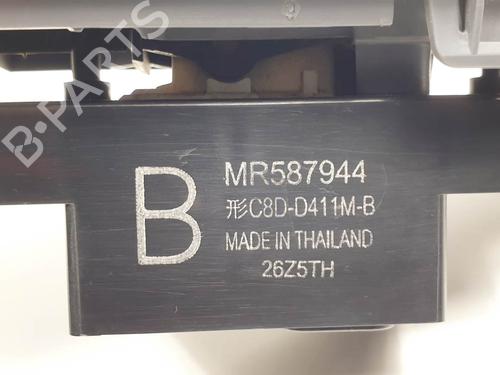 B-PARTS
B
MR587944
形C8D-D411M-B
MADE IN THAILAND
26Z5TH